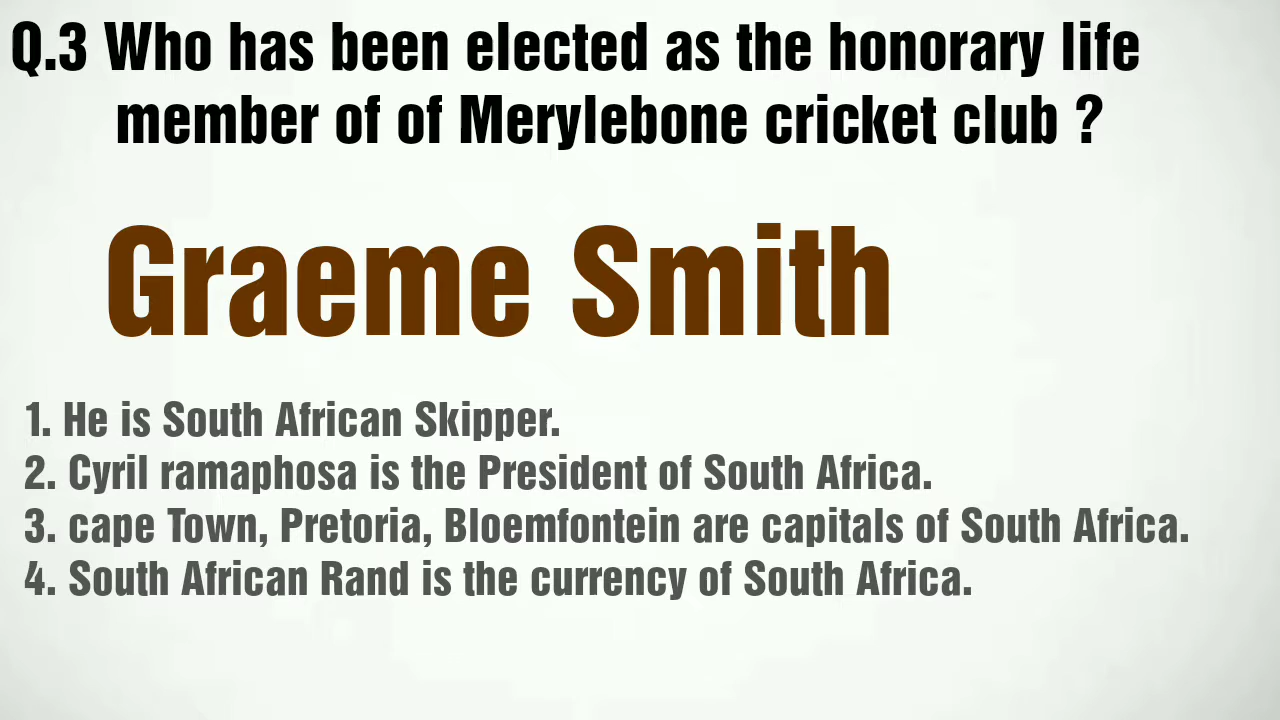 Q.3 Who has been elected as the honorary life
member of of Merylebone cricket club ?
Graeme Smith
1. He is South African Skipper.
2. Cyril ramaphosa is the President of South Africa.
3. cape Town, Pretoria, Bloemfontein are capitals of South Africa.
4. South African Rand is the currency of South Africa.